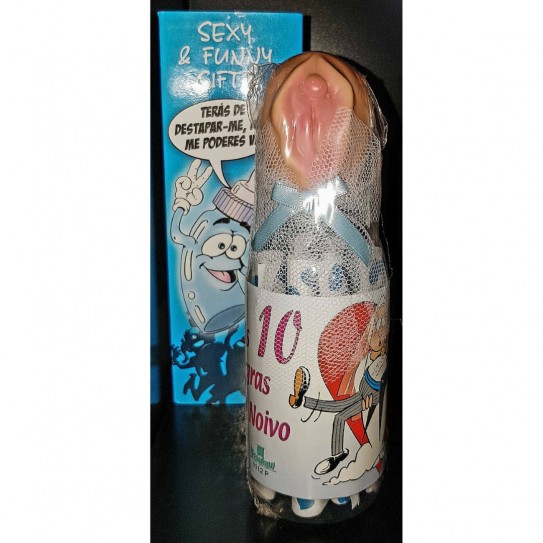 SEXY
& FUNNY
GIFT
TERÁS DE
DESTAPAR-ME,
ME PODERES
10
Noivo